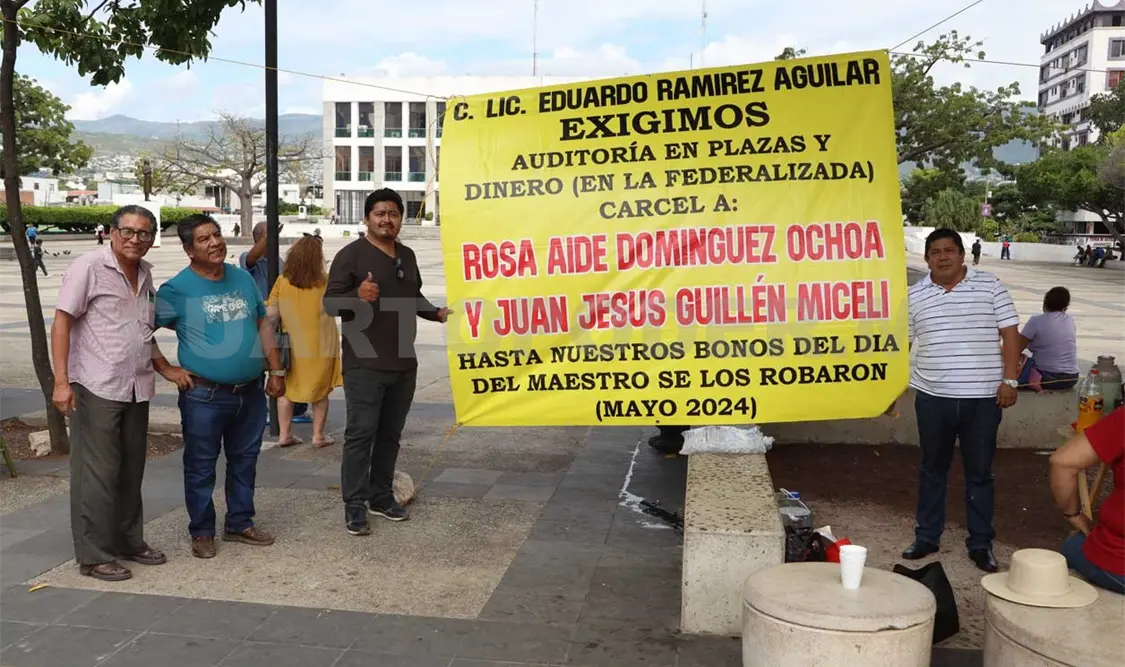 C. LIC. EDUARDO RAMIREZ AGUILAR
EXIGIMOS
AUDITORÍA EN PLAZAS Y
DINERO (EN LA FEDERALIZADA)
CARCEL A:
ROSA AIDE DOMINGUEZ OCHOA
Y JUAN JESUS GUILLÉN MICELI
HASTA NUESTROS BONOS DEL DIA
DEL MAESTRO SE LOS ROBARON
(MAYO 2024)